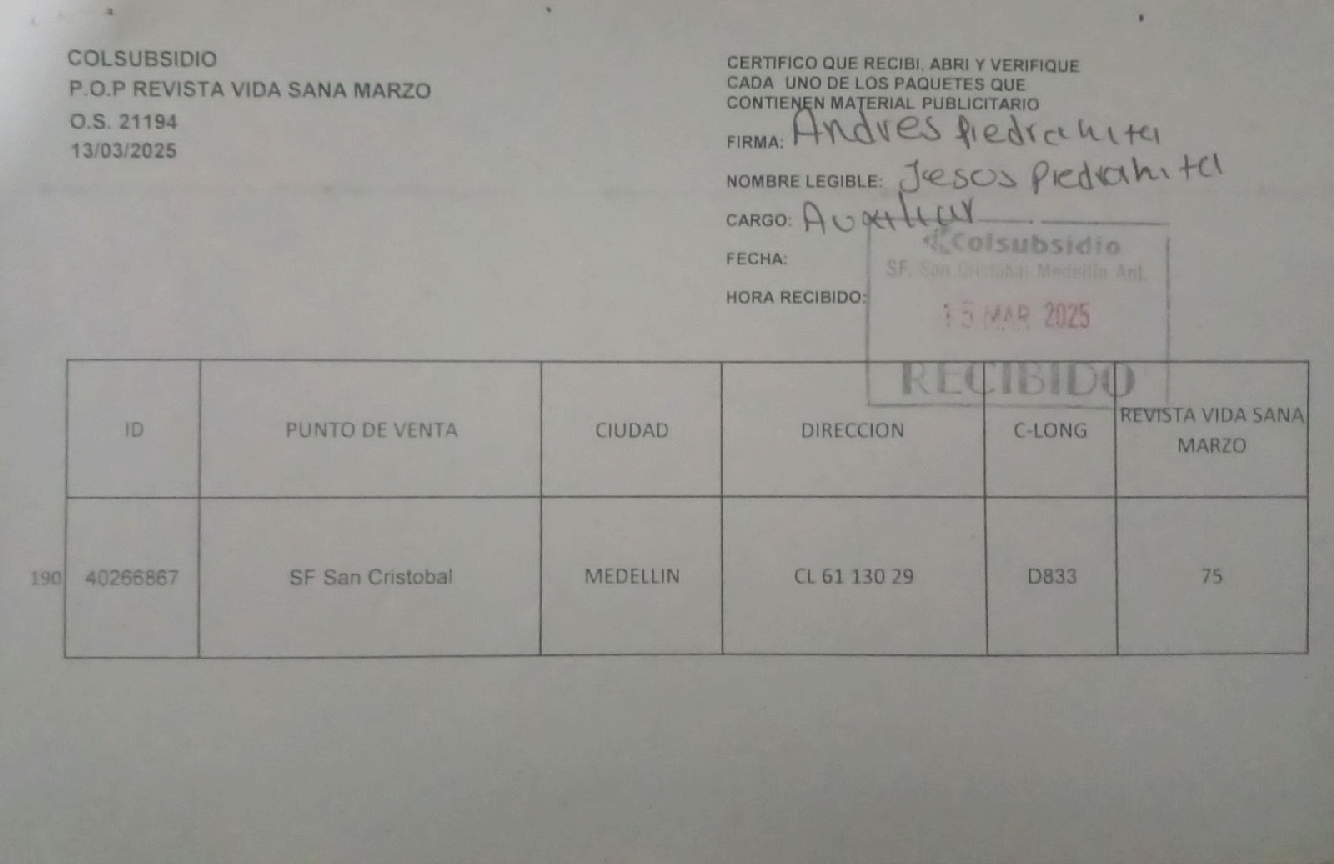 COLSUBSIDIO
P.O.P REVISTA VIDA SANA MARZO
O.S. 21194
13/03/2025
CERTIFICO QUE RECIBI, ABRI Y VERIFIQUE
CADA UNO DE LOS PAQUETES QUE
CONTIENEN MATERIAL PUBLICITARIO
FIRMA: Andres Piedrahita
NOMBRE LEGIBLE: Jesos Piedrahita
CARGO: Auxiliar
FECHA:
HORA RECIBIDO:
Colsubsidio
SF. San Cristobal Medellin Ant.
MAR 2025
RECIBIDO
ID PUNTO DE VENTA CIUDAD DIRECCION C-LONG REVISTA VIDA SANA
MARZO
190 40266867 SF San Cristobal MEDELLIN CL 61 130 29 D833 75